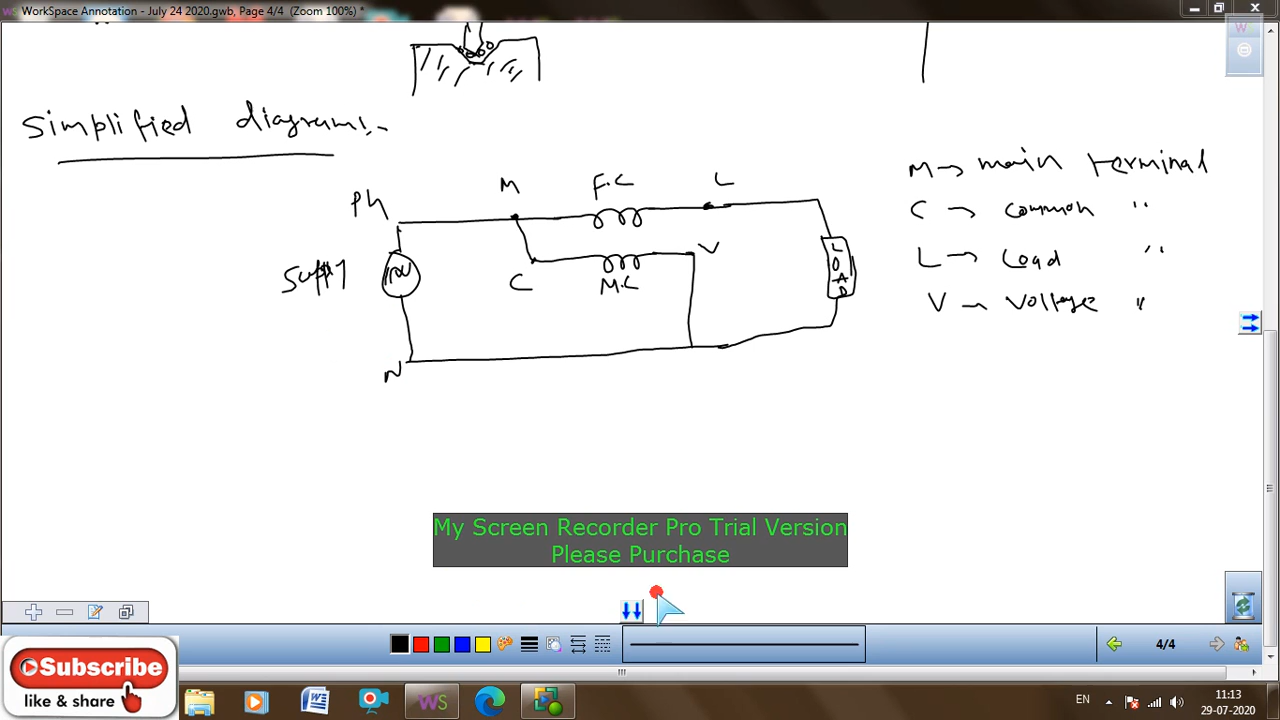 WorkSpace Annotation - July 24 2020.gwb, Page 4/4 (Zoom 100%) *
Simplified diagram:-
M → main terminal
C → Common "
L → Load "
V → Voltage "
Ph
M
F.C
L
Supply
C
M.C
V
LOAD
N
My Screen Recorder Pro Trial Version
Please Purchase
Subscribe
like & share
4/4
WS
EN
11:13
29-07-2020